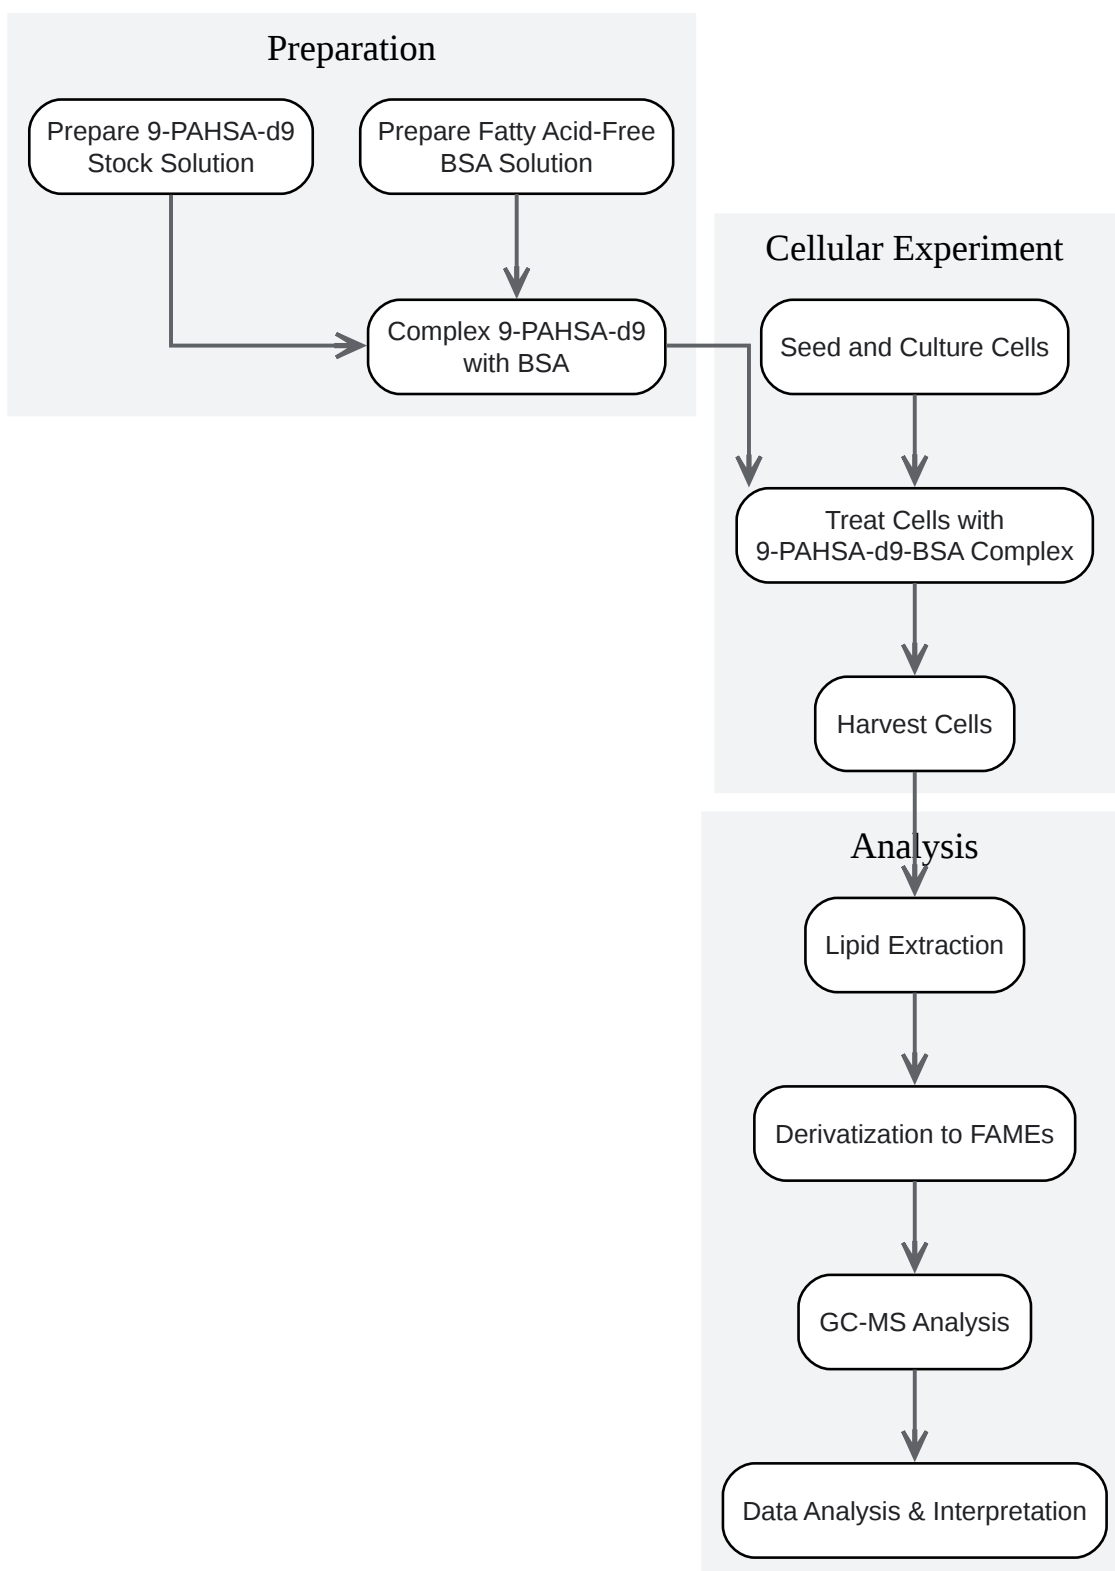 Preparation
Prepare 9-PAHSA-d9
Stock Solution
Prepare Fatty Acid-Free
BSA Solution
Complex 9-PAHSA-d9
with BSA
Cellular Experiment
Seed and Culture Cells
Treat Cells with
9-PAHSA-d9-BSA Complex
Harvest Cells
Analysis
Lipid Extraction
Derivatization to FAMEs
GC-MS Analysis
Data Analysis & Interpretation